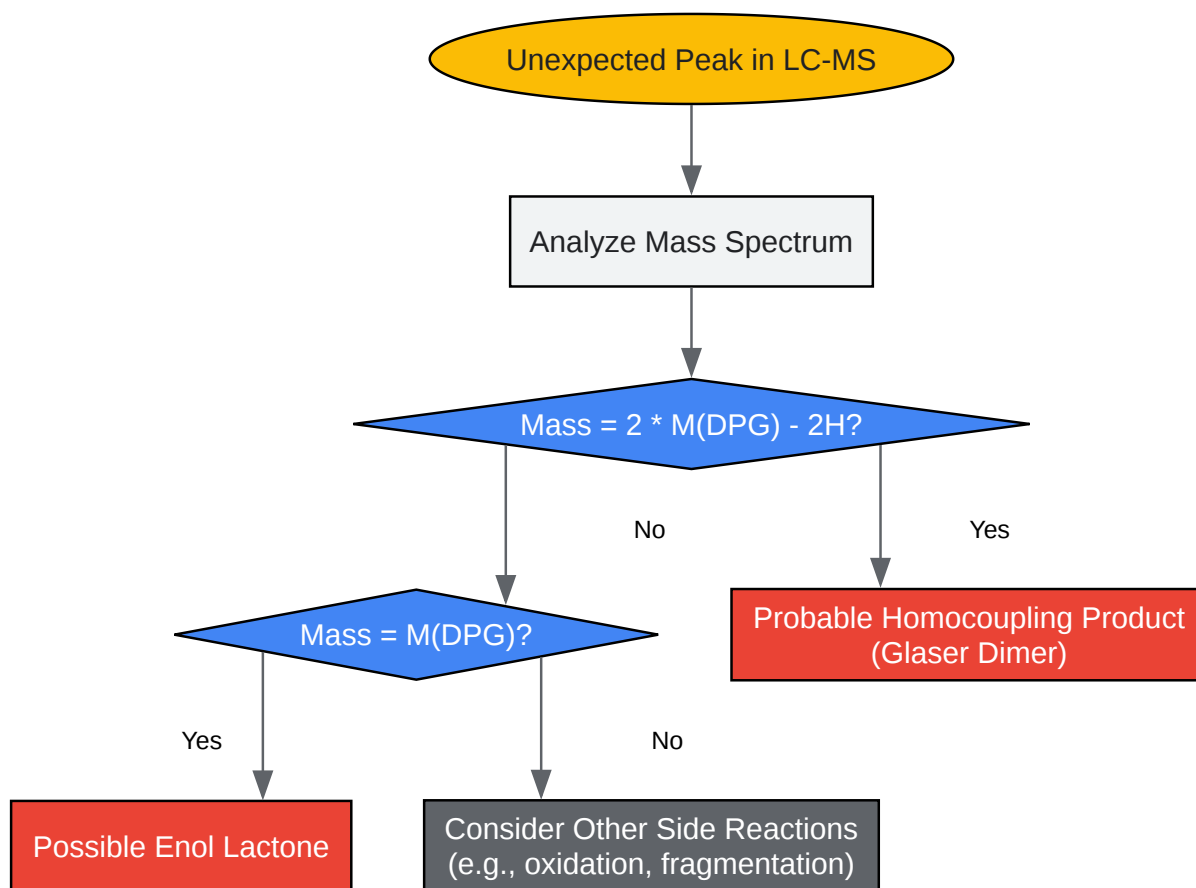 Unexpected Peak in LC-MS
Analyze Mass Spectrum
Mass = 2 * M(DPG) - 2H?
No
Yes
Mass = M(DPG)?
Probable Homocoupling Product
(Glaser Dimer)
Yes
No
Possible Enol Lactone
Consider Other Side Reactions
(e.g., oxidation, fragmentation)